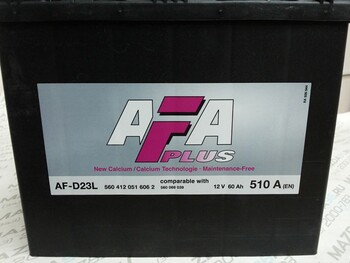 AFA
PLUS
New Calcium / Calcium Technologie - Maintenance-Free
AF-D23L 560 412 051 606 2 comparable with 12 V 60 Ah 510 A (EN)